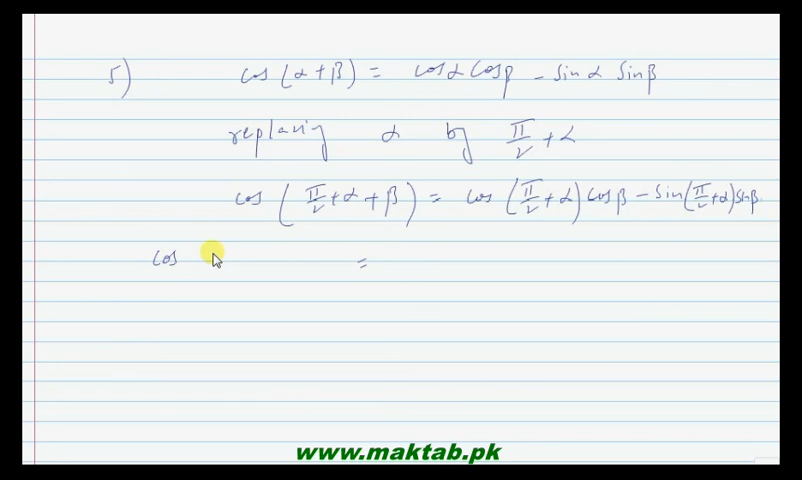 5) cos (α+β) = cosα cosβ - sin α sinβ
replacing α by π/2 + α
cos (π/2 + α + β) = cos (π/2 + α) cosβ - sin(π/2+α) sinβ
cos =
www.maktab.pk